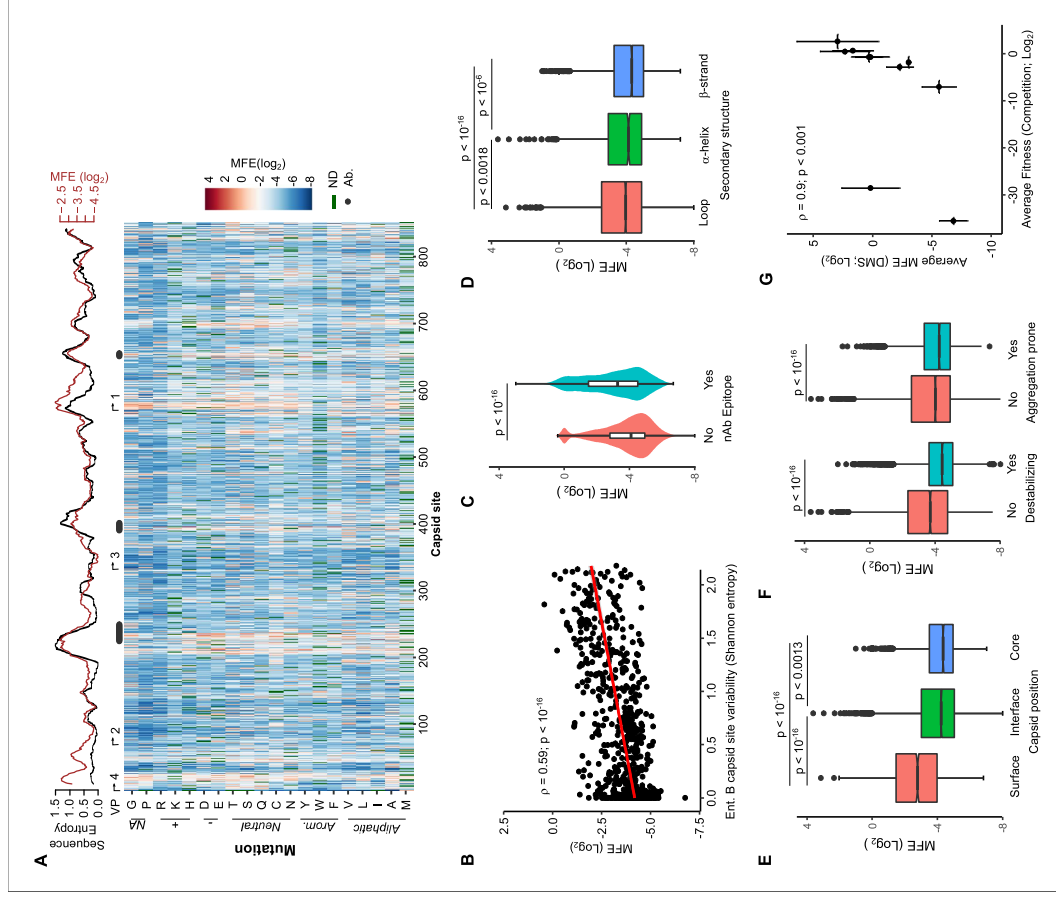 A
1.5
1.0
0.5
0.0
Sequence
Entropy
MFE (log2)
-2.5
-3.5
-4.5
VP
4
2
3
1
G
P
R
K
H
D
E
T
S
Q
C
N
Y
W
F
V
L
I
A
M
NA
+
-
Neutral
Arom.
Aliphatic
Mutation
100
200
300
400
500
600
700
800
Capsid site
MFE(log2)
4
2
0
-2
-4
-6
-8
ND
Ab.
B
ρ = 0.59; p < 10-16
2.5
0.0
-2.5
-5.0
-7.5
MFE (Log2)
0.0
0.5
1.0
1.5
2.0
Ent. B capsid site variability (Shannon entropy)
C
p < 10-16
4
0
-4
-8
MFE (Log2)
No
Yes
nAb Epitope
D
p < 10-16
p < 0.0018
p < 10-6
4
0
-4
-8
MFE (Log2)
Loop
α-helix
β-strand
Secondary structure
E
p < 10-16
p < 10-16
p < 0.0013
4
0
-4
-8
MFE (Log2)
Surface
Interface
Core
Capsid position
F
p < 10-16
p < 10-16
4
0
-4
-8
MFE (Log2)
No
Yes
No
Yes
Destabilizing
Aggregation prone
G
ρ = 0.9; p < 0.001
5
0
-5
-10
Average MFE (DMS; Log2)
-30
-20
-10
0
Average Fitness (Competition; Log2)